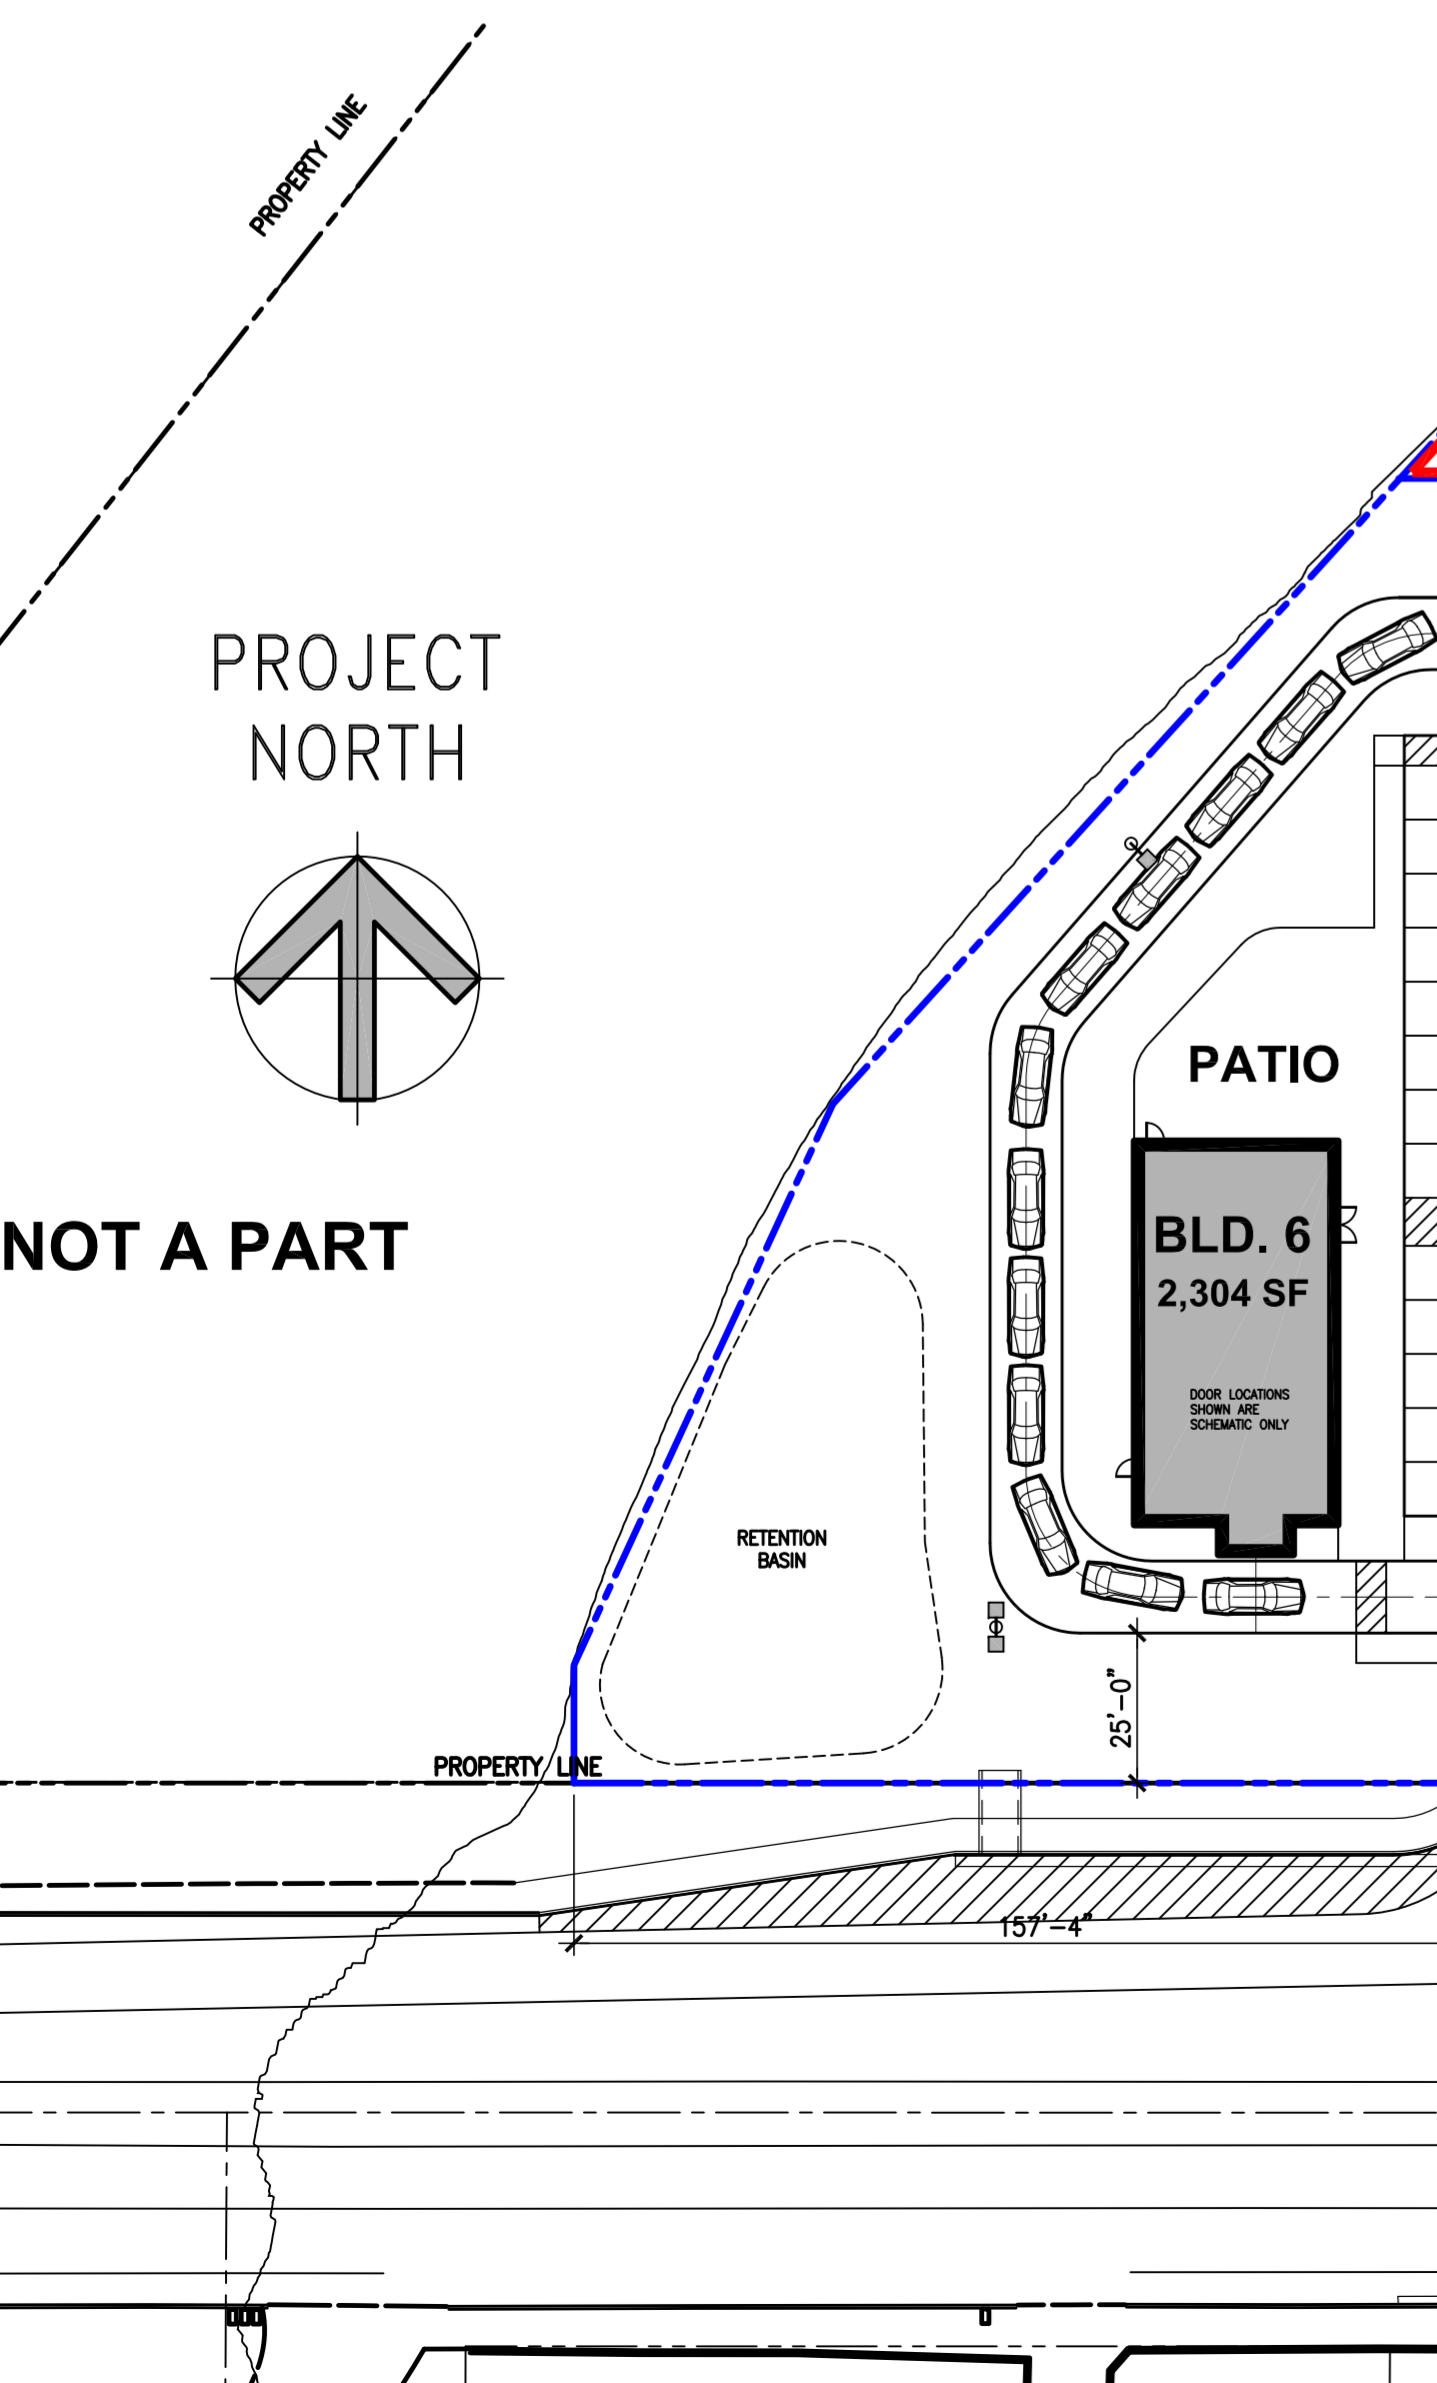 PROPERTY LINE
PROJECT
NORTH
PATIO
NOT A PART
BLD. 6
2,304 SF
DOOR LOCATIONS
SHOWN ARE
SCHEMATIC ONLY
RETENTION
BASIN
25'-0"
PROPERTY LINE
157'-4"